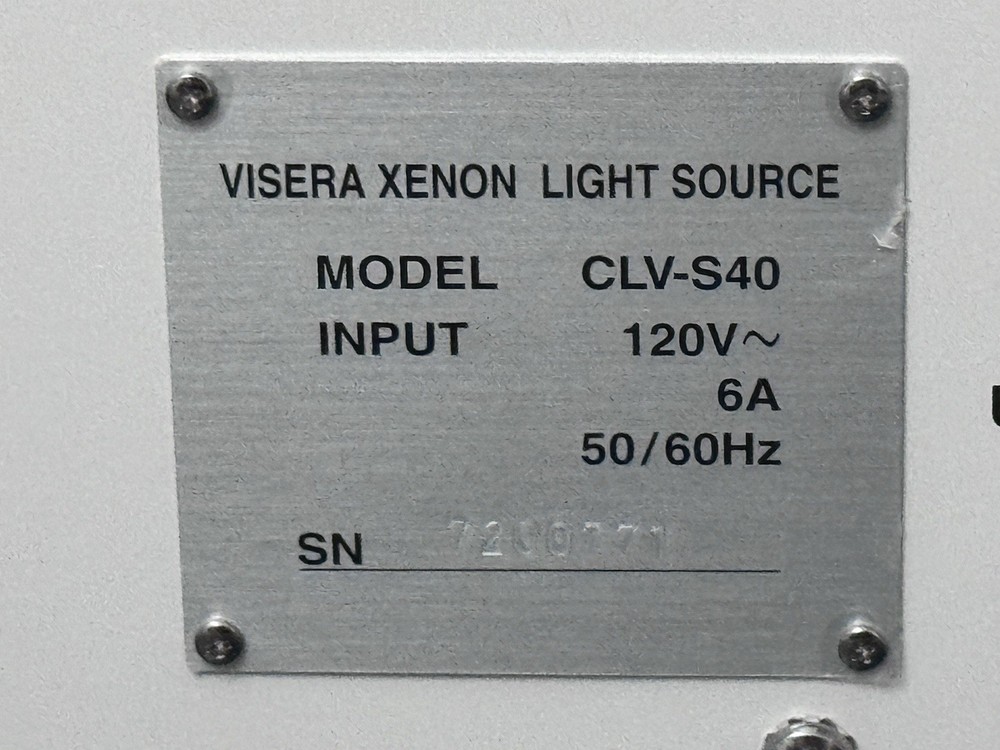 VISERA XENON LIGHT SOURCE
MODEL CLV-S40
INPUT 120V~
6A
50/60Hz
SN